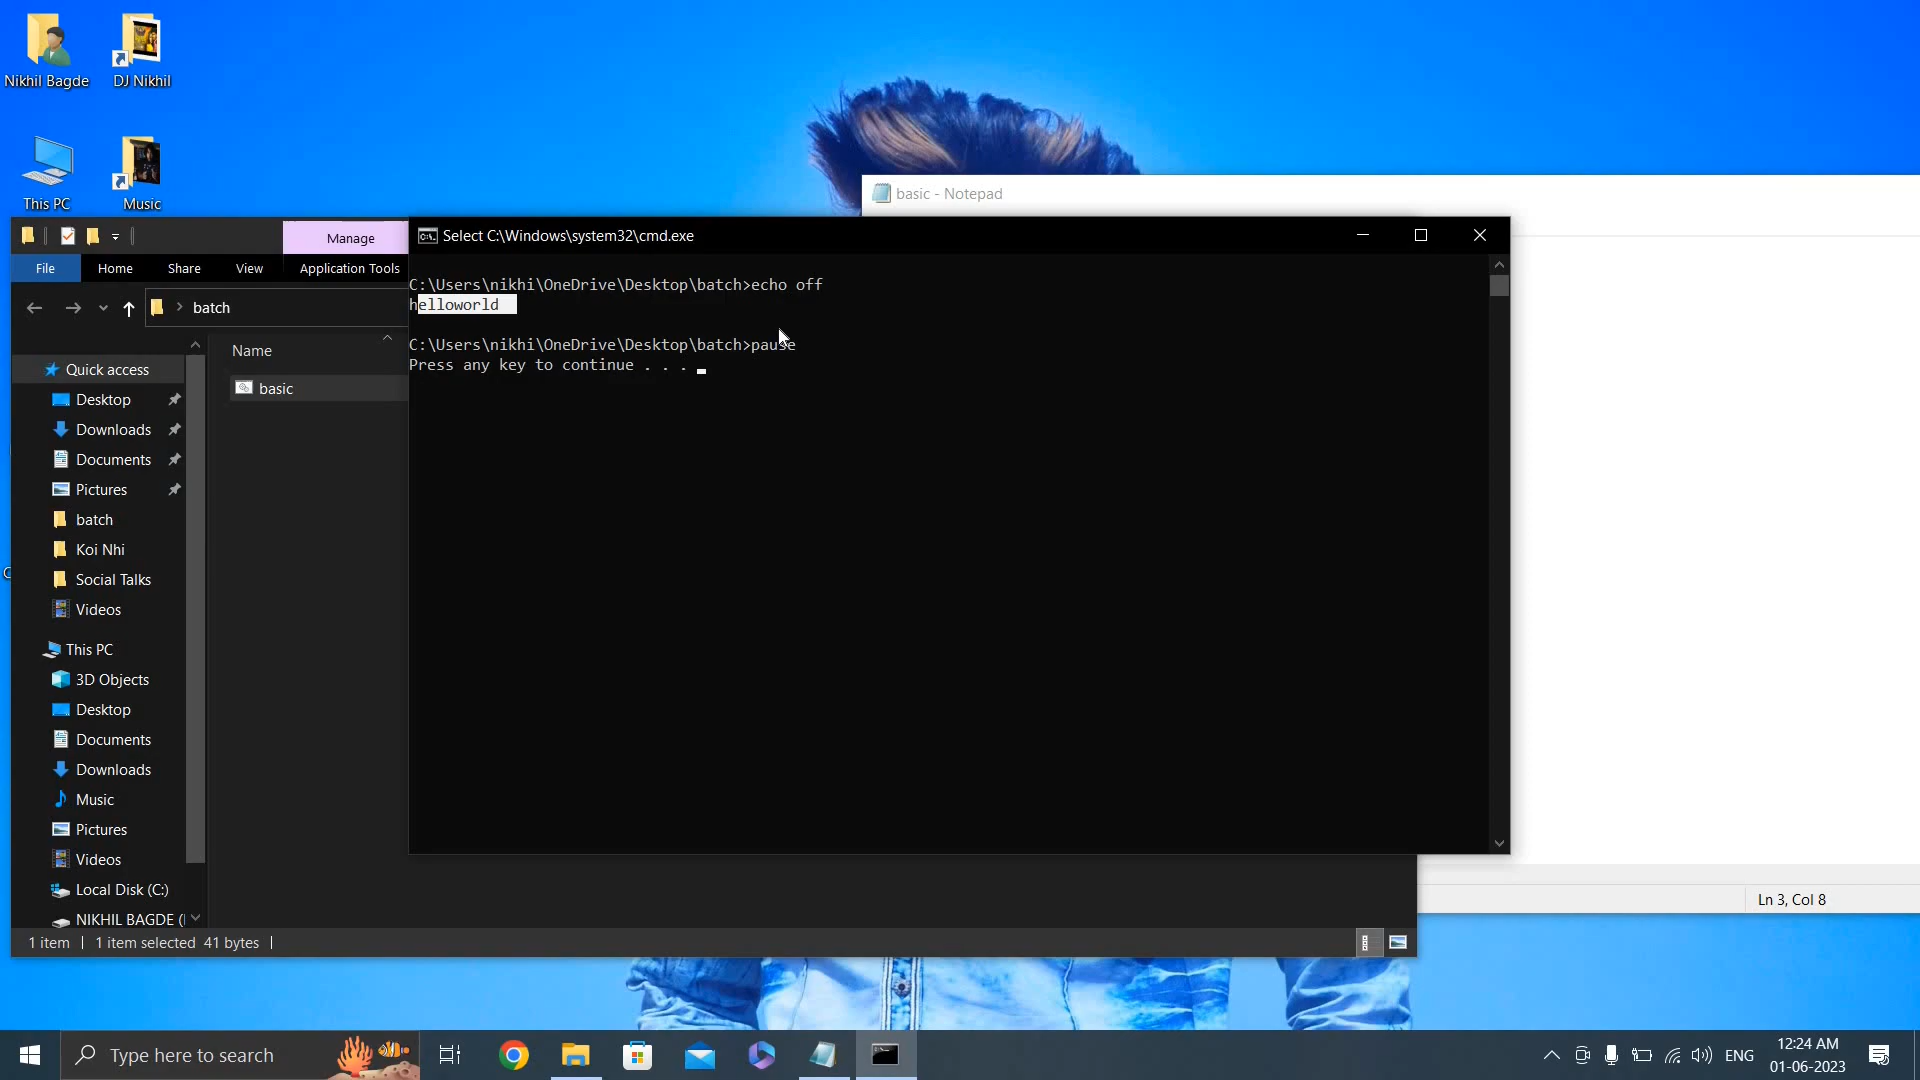 Nikhil Bagde
DJ Nikhil
This PC
Music
basic - Notepad
Manage
File
Home
Share
View
Application Tools
batch
Name
basic
Quick access
Desktop
Downloads
Documents
Pictures
batch
Koi Nhi
Social Talks
Videos
This PC
3D Objects
Desktop
Documents
Downloads
Music
Pictures
Videos
Local Disk (C:)
NIKHIL BAGDE (
1 item
1 item selected 41 bytes
Select C:\Windows\system32\cmd.exe
C:\Users\nikhi\OneDrive\Desktop\batch>echo off
helloworld
C:\Users\nikhi\OneDrive\Desktop\batch>pause
Press any key to continue . . .
Ln 3, Col 8
Type here to search
ENG
12:24 AM
01-06-2023